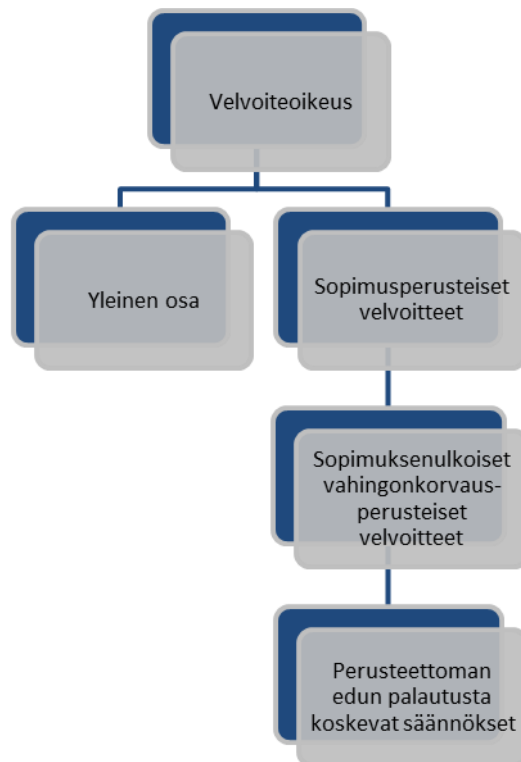 Velvoiteoikeus
Yleinen osa
Sopimusperusteiset
velvoitteet
Sopimuksenulkoiset
vahingonkorvaus-
perusteiset
velvoitteet
Perusteettoman
edun palautusta
koskevat säännökset